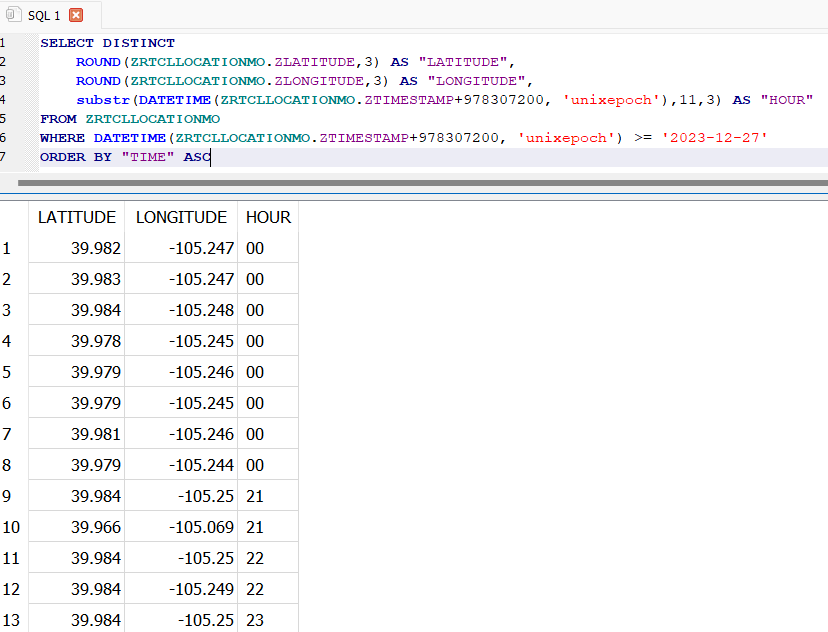 SQL 1
1 SELECT DISTINCT
2 ROUND(ZRTCLLOCATIONMO.ZLATITUDE,3) AS "LATITUDE",
3 ROUND(ZRTCLLOCATIONMO.ZLONGITUDE,3) AS "LONGITUDE",
4 substr(DATETIME(ZRTCLLOCATIONMO.ZTIMESTAMP+978307200, 'unixepoch'),11,3) AS "HOUR"
5 FROM ZRTCLLOCATIONMO
6 WHERE DATETIME(ZRTCLLOCATIONMO.ZTIMESTAMP+978307200, 'unixepoch') >= '2023-12-27'
7 ORDER BY "TIME" ASC
LATITUDE LONGITUDE HOUR
1 39.982 -105.247 00
2 39.983 -105.247 00
3 39.984 -105.248 00
4 39.978 -105.245 00
5 39.979 -105.246 00
6 39.979 -105.245 00
7 39.981 -105.246 00
8 39.979 -105.244 00
9 39.984 -105.25 21
10 39.966 -105.069 21
11 39.984 -105.25 22
12 39.984 -105.249 22
13 39.984 -105.25 23